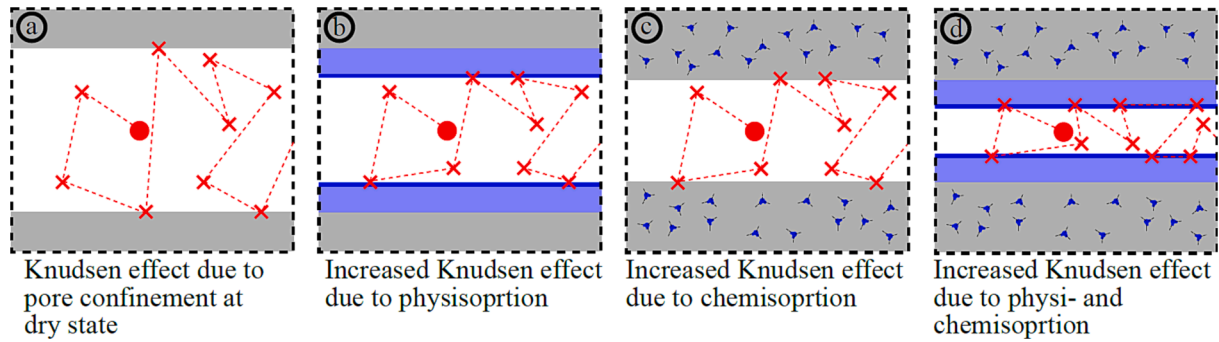 a
b
c
d
Knudsen effect due to
pore confinement at
dry state
Increased Knudsen effect
due to physisoprtion
Increased Knudsen effect
due to chemisoprtion
Increased Knudsen effect
due to physi- and
chemisoprtion